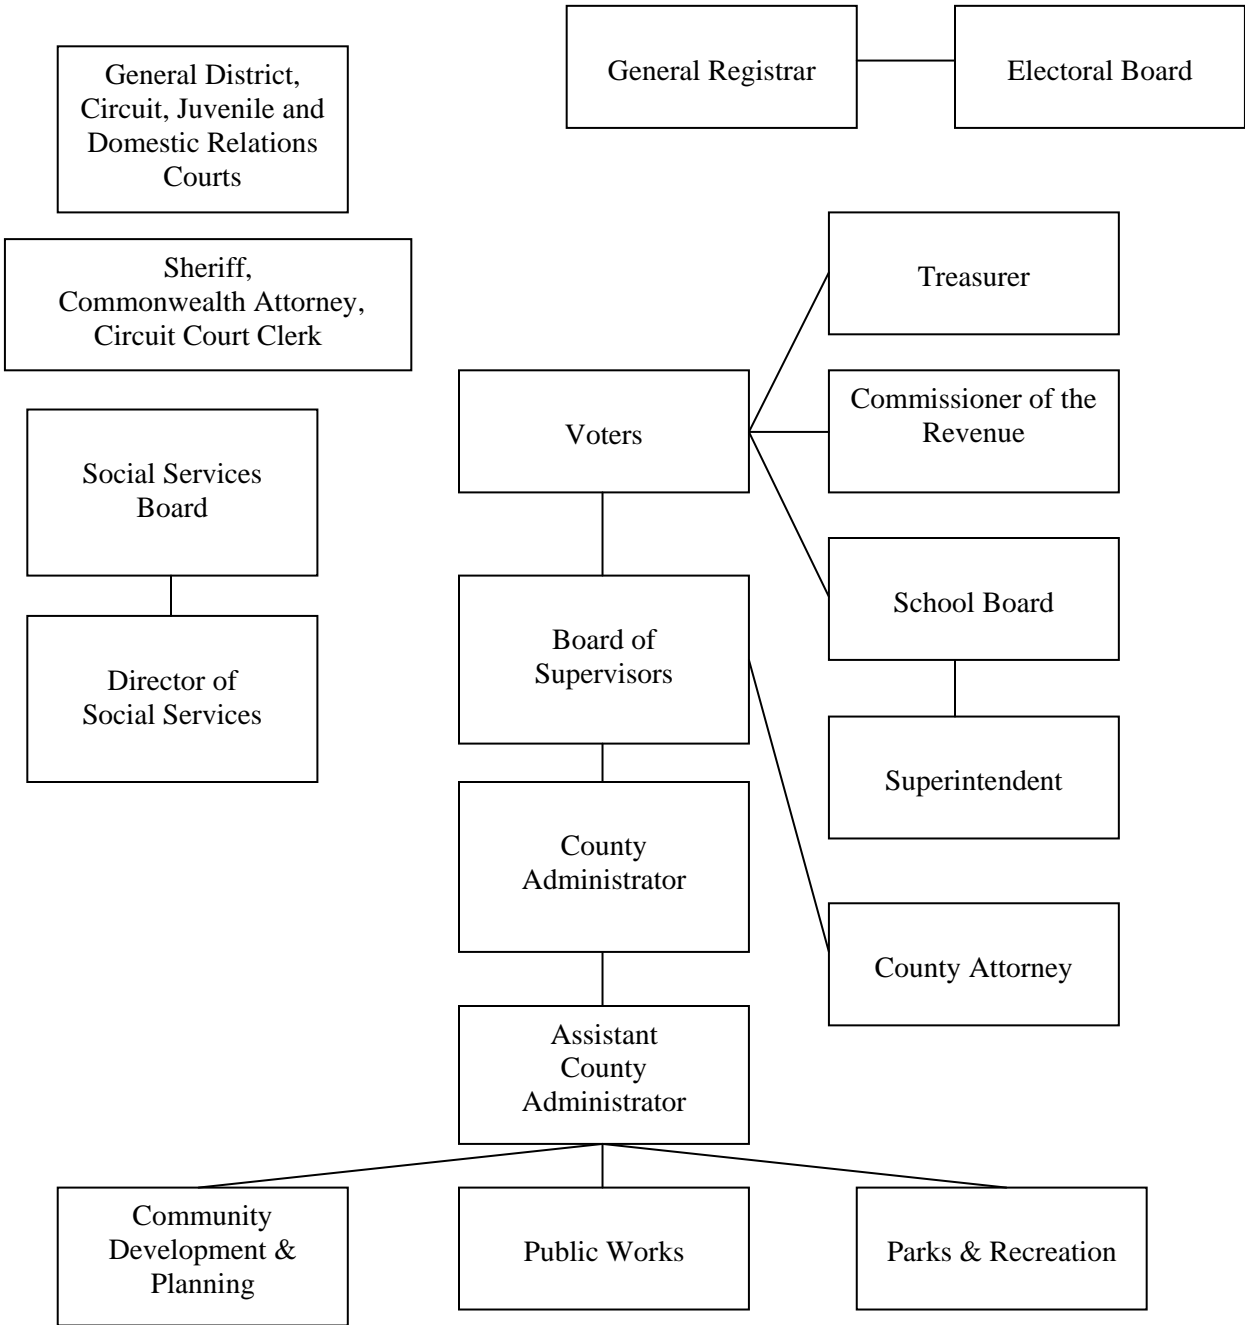 General Registrar
Electoral Board
General District,
Circuit, Juvenile and
Domestic Relations
Courts
Sheriff,
Commonwealth Attorney,
Circuit Court Clerk
Treasurer
Voters
Commissioner of the
Revenue
Social Services
Board
School Board
Board of
Supervisors
Director of
Social Services
Superintendent
County
Administrator
County Attorney
Assistant
County
Administrator
Community
Development &
Planning
Public Works
Parks & Recreation